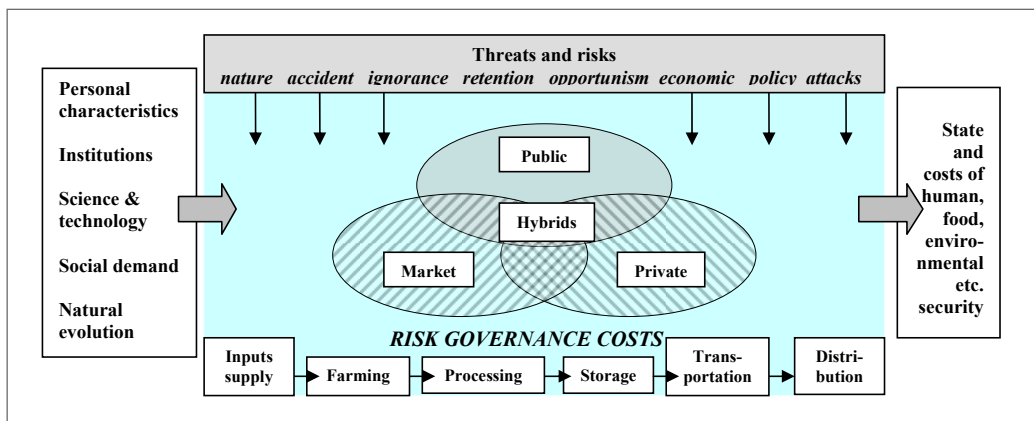 Threats and risks
nature accident ignorance retention opportunism economic policy attacks
Personal
characteristics
Institutions
Science &
technology
Social demand
Natural
evolution
Public
Hybrids
Market
Private
RISK GOVERNANCE COSTS
State
and
costs of
human,
food,
enviro-
nmental
etc.
security
Inputs
supply
Farming
Processing
Storage
Trans-
portation
Distri-
bution